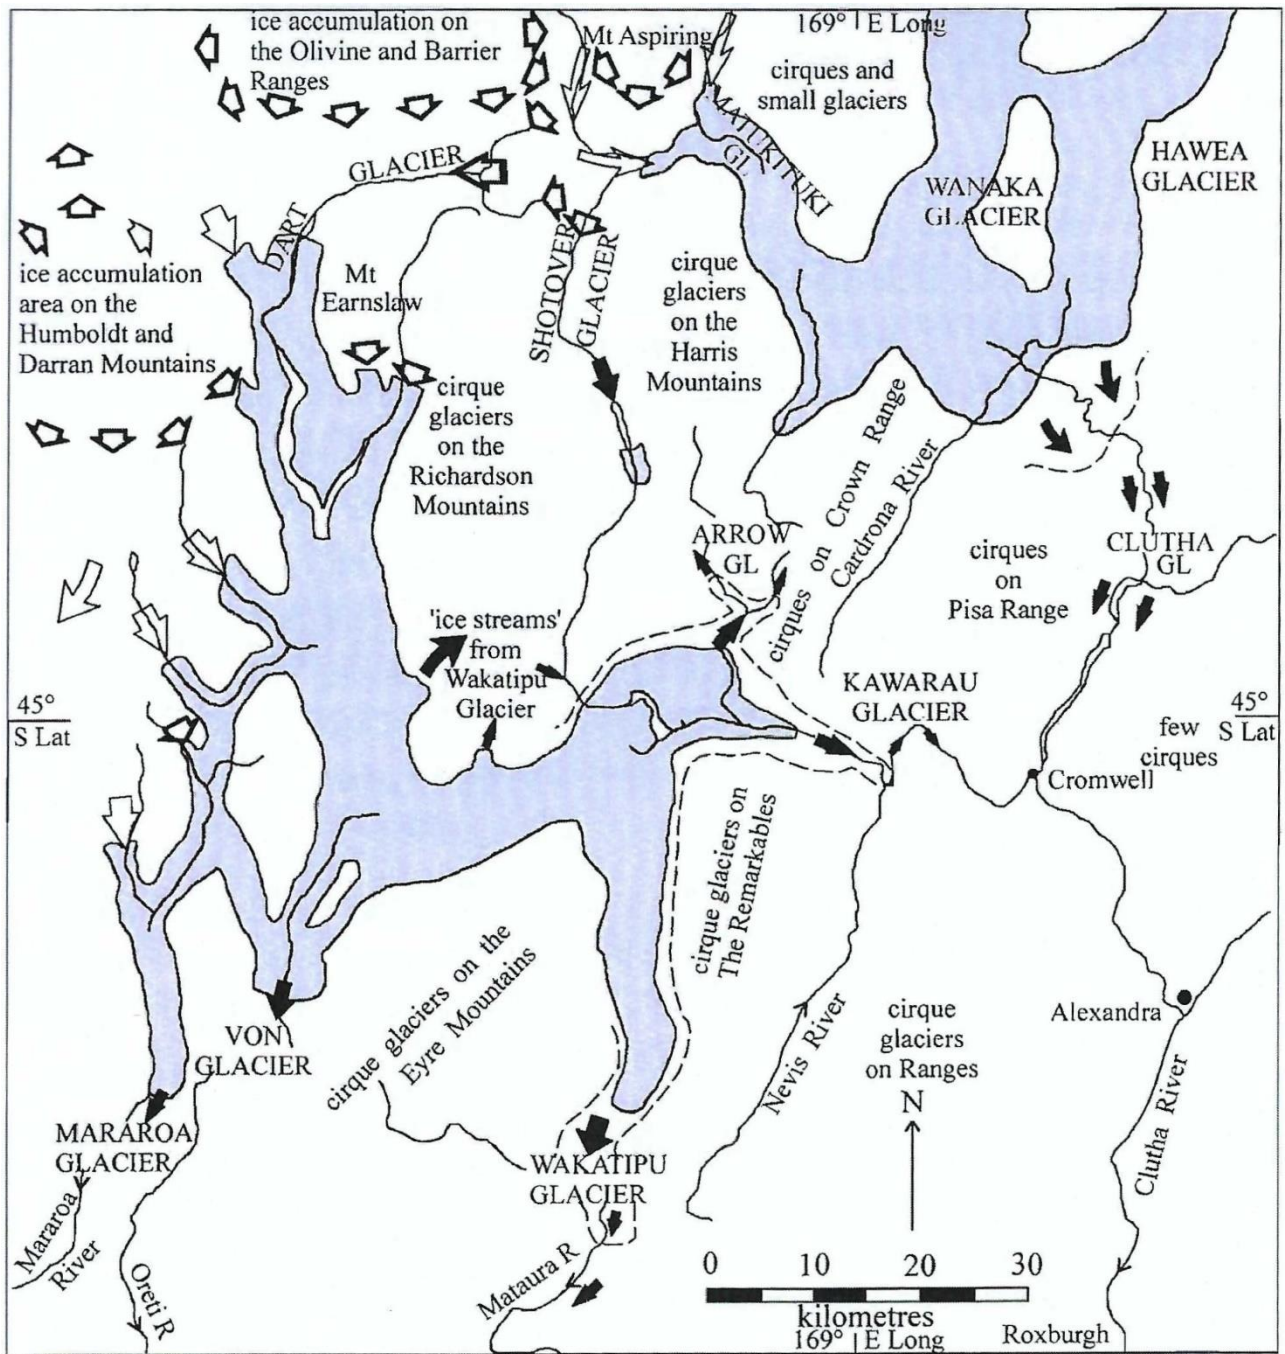 ice accumulation on
the Olivine and Barrier
Ranges
Mt Aspiring
169° | E Long
cirques and
small glaciers
MATUKITUKI
GL
HAWEA
GLACIER
WANAKA
GLACIER
GLACIER
DART
SHOTOVER
GLACIER
ice accumulation
area on the
Humboldt and
Darran Mountains
Mt
Earnslaw
cirque
glaciers
on the
Harris
Mountains
cirque
glaciers
on the
Richardson
Mountains
ARROW
GL
cirques on Crown Range
Cardrona River
cirques
on
Pisa Range
CLUTHA
GL
'ice streams'
from
Wakatipu
Glacier
KAWARAU
GLACIER
45°
S Lat
few
cirques
45°
S Lat
Cromwell
cirque glaciers on
The Remarkables
cirque glaciers on the
Eyre Mountains
VON
GLACIER
Nevis River
cirque
glaciers
on Ranges
Alexandra
N
Clutha River
MARAROA
GLACIER
WAKATIPU
GLACIER
Mararoa
River
Oreti R
Mataura R
0 10 20 30
kilometres
169° | E Long
Roxburgh